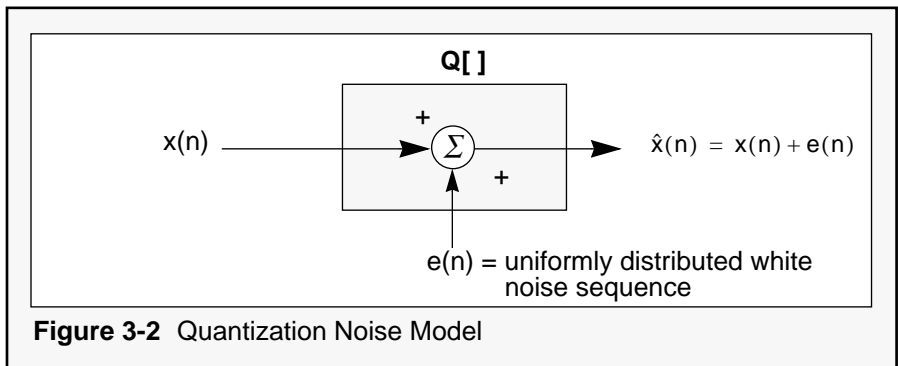 Q[ ]
+
x(n)
Σ
x̂(n) = x(n) + e(n)
+
e(n) = uniformly distributed white
noise sequence
Figure 3-2 Quantization Noise Model